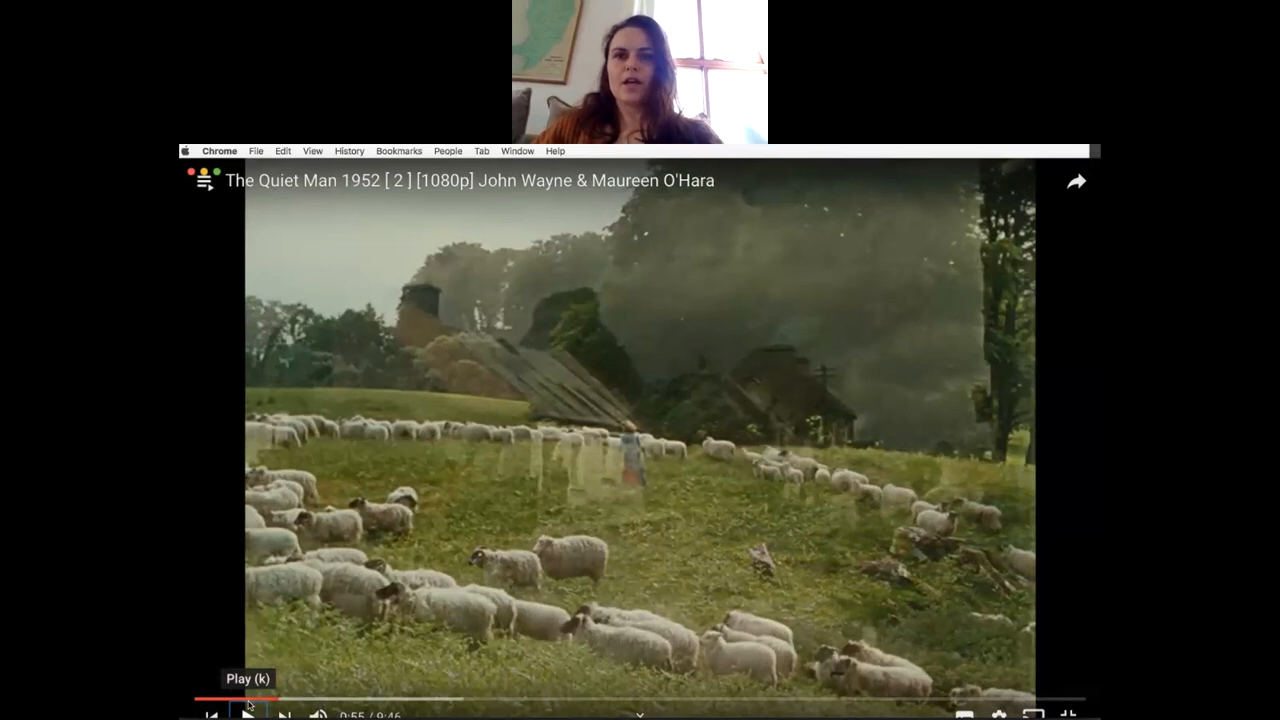 Chrome File Edit View History Bookmarks People Tab Window Help
The Quiet Man 1952 [ 2 ] [1080p] John Wayne & Maureen O'Hara
Play (k)
0:55 / 9:46